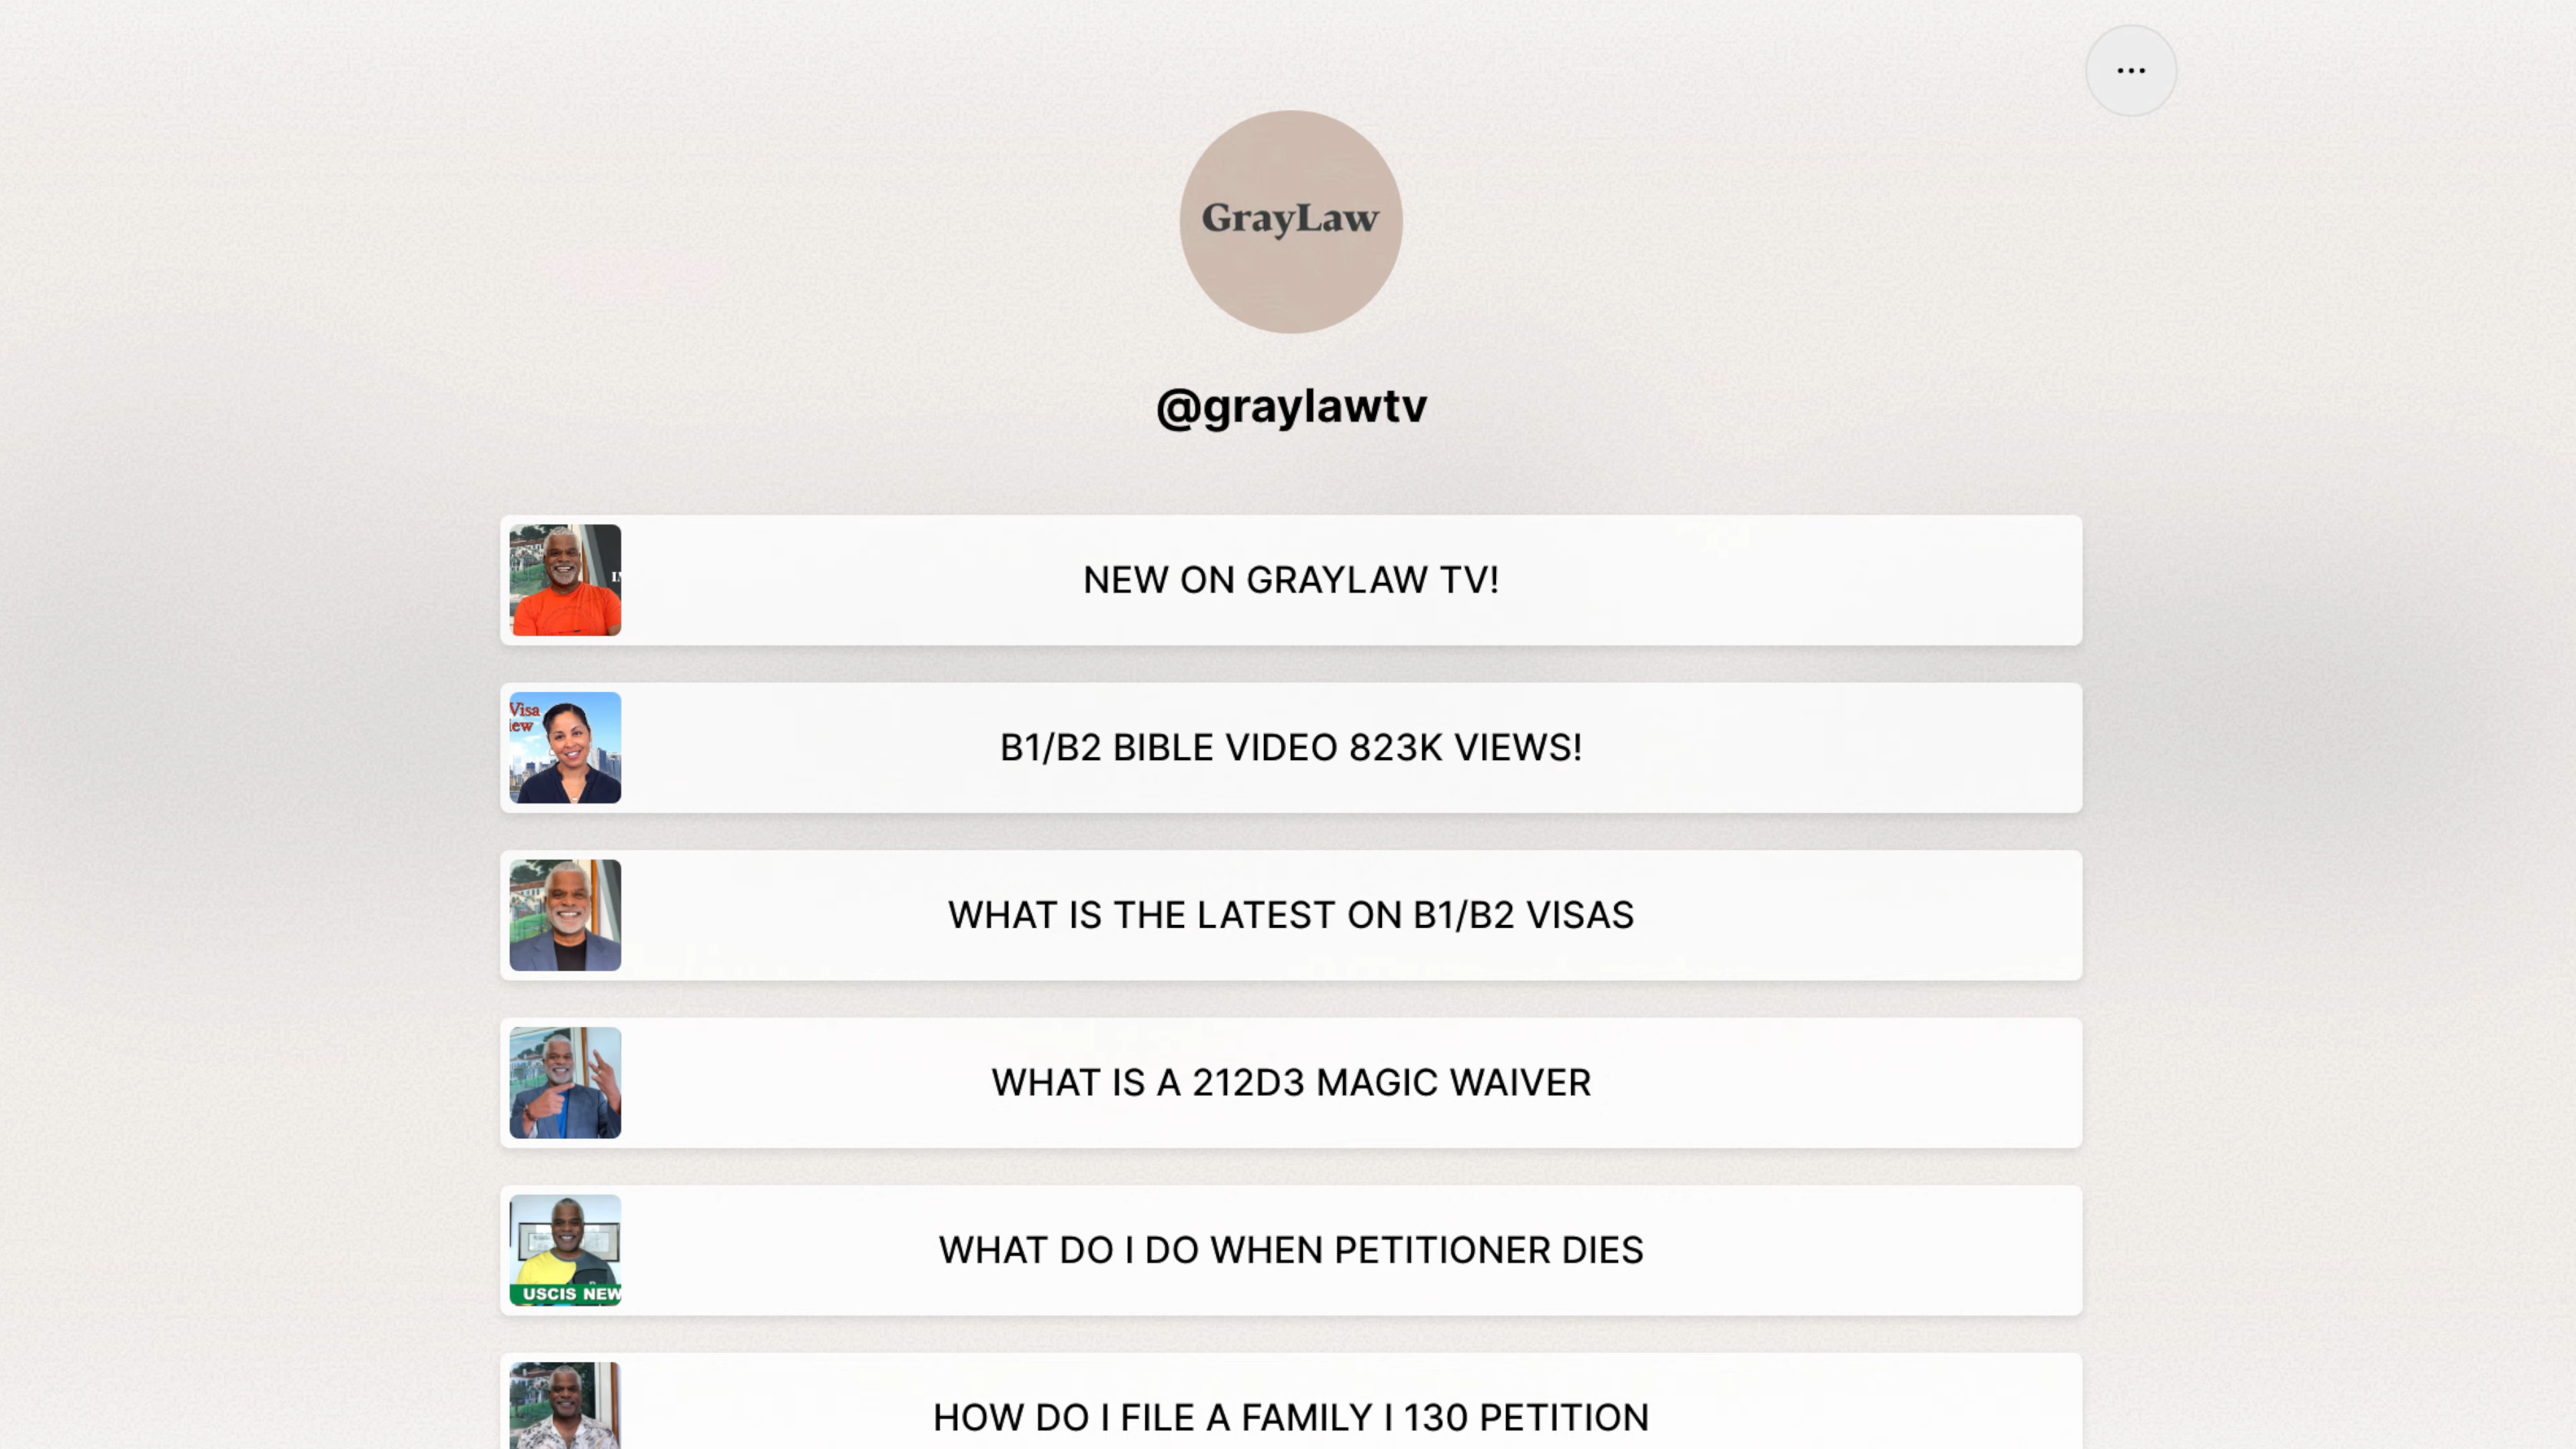 GrayLaw
@graylawtv
NEW ON GRAYLAW TV!
Visa
iew
B1/B2 BIBLE VIDEO 823K VIEWS!
WHAT IS THE LATEST ON B1/B2 VISAS
WHAT IS A 212D3 MAGIC WAIVER
USCIS NEW
WHAT DO I DO WHEN PETITIONER DIES
HOW DO I FILE A FAMILY I 130 PETITION